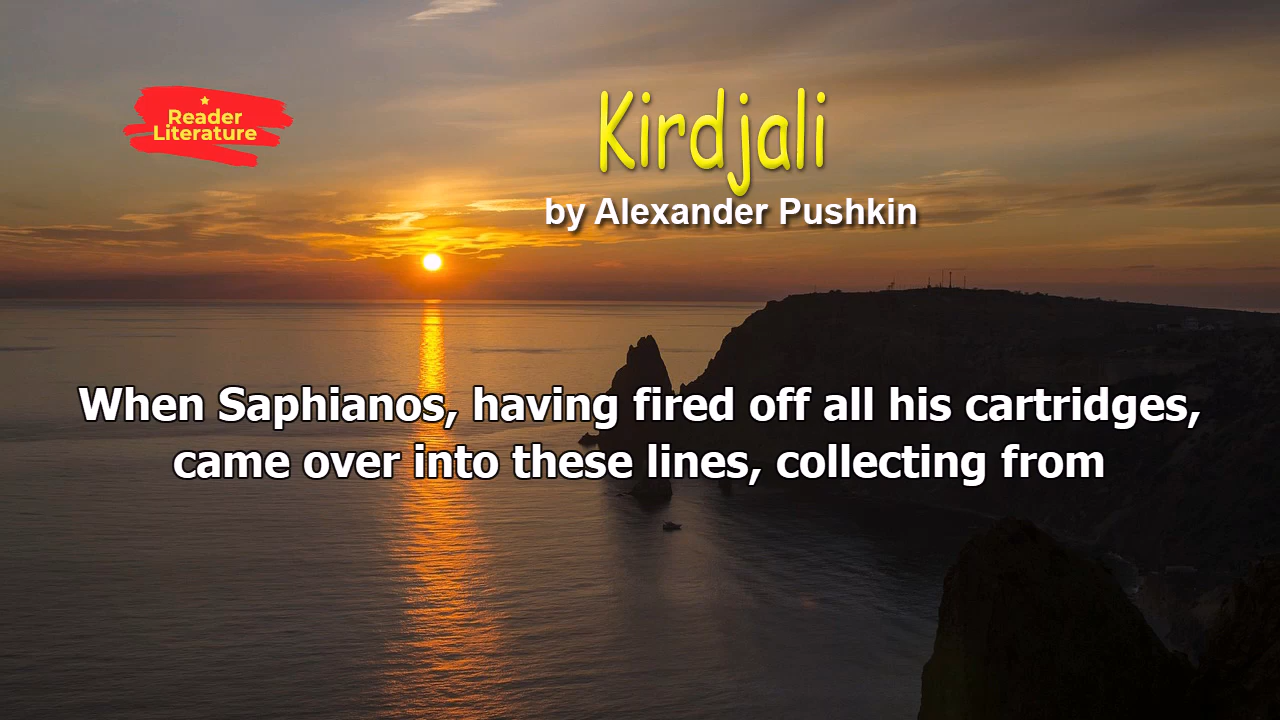 Reader
Literature
Kirdjali
by Alexander Pushkin
When Saphianos, having fired off all his cartridges,
came over into these lines, collecting from